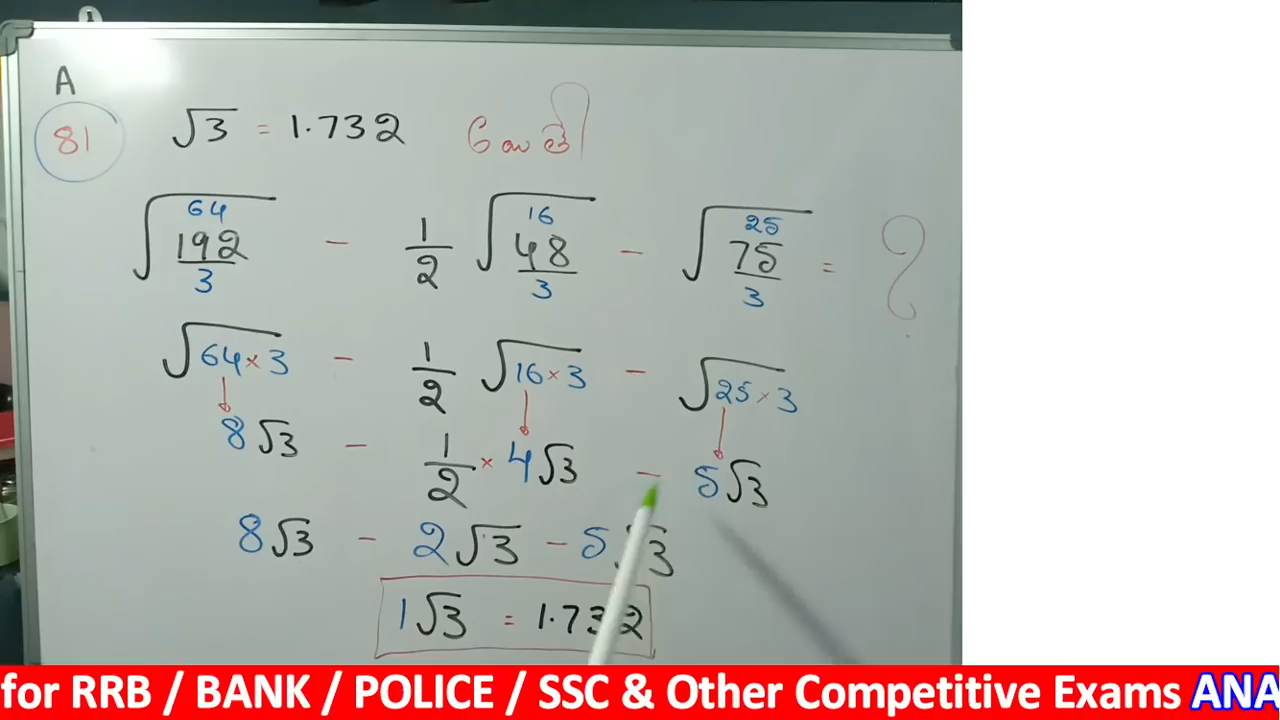 A
81 √3 = 1.732
64 16 25
√192 - 1/2 √48 - √75 = ?
3 3 3
√64×3 - 1/2 √16×3 - √25×3
8√3 - 1/2 × 4√3 - 5√3
8√3 - 2√3 - 5√3
1√3 = 1.732
for RRB / BANK / POLICE / SSC & Other Competitive Exams ANA